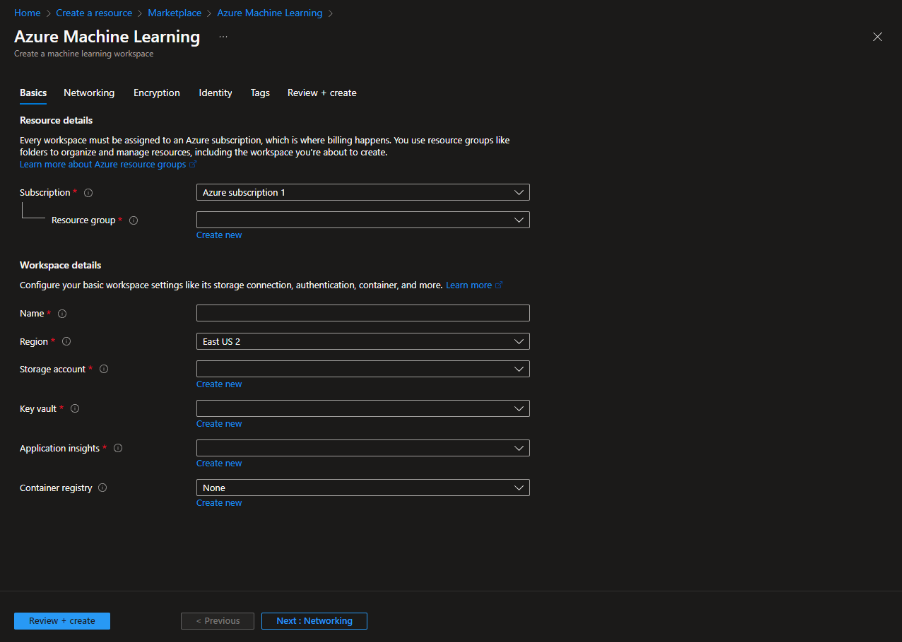 Home > Create a resource > Marketplace > Azure Machine Learning >
Azure Machine Learning ...
Create a machine learning workspace
Basics Networking Encryption Identity Tags Review + create
Resource details
Every workspace must be assigned to an Azure subscription, which is where billing happens. You use resource groups like
folders to organize and manage resources, including the workspace you're about to create.
Learn more about Azure resource groups
Subscription * Azure subscription 1
Resource group *
Create new
Workspace details
Configure your basic workspace settings like its storage connection, authentication, container, and more. Learn more
Name *
Region * East US 2
Storage account *
Create new
Key vault *
Create new
Application insights *
Create new
Container registry None
Create new
Review + create < Previous Next : Networking